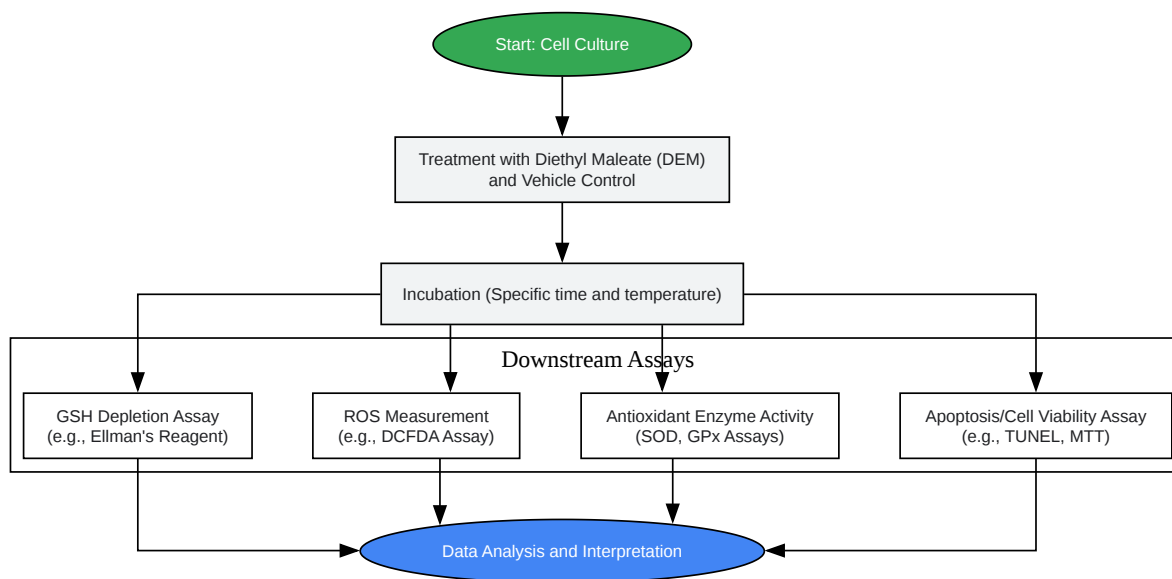 Start: Cell Culture
Treatment with Diethyl Maleate (DEM)
and Vehicle Control
Incubation (Specific time and temperature)
Downstream Assays
GSH Depletion Assay
(e.g., Ellman's Reagent)
ROS Measurement
(e.g., DCFDA Assay)
Antioxidant Enzyme Activity
(SOD, GPx Assays)
Apoptosis/Cell Viability Assay
(e.g., TUNEL, MTT)
Data Analysis and Interpretation